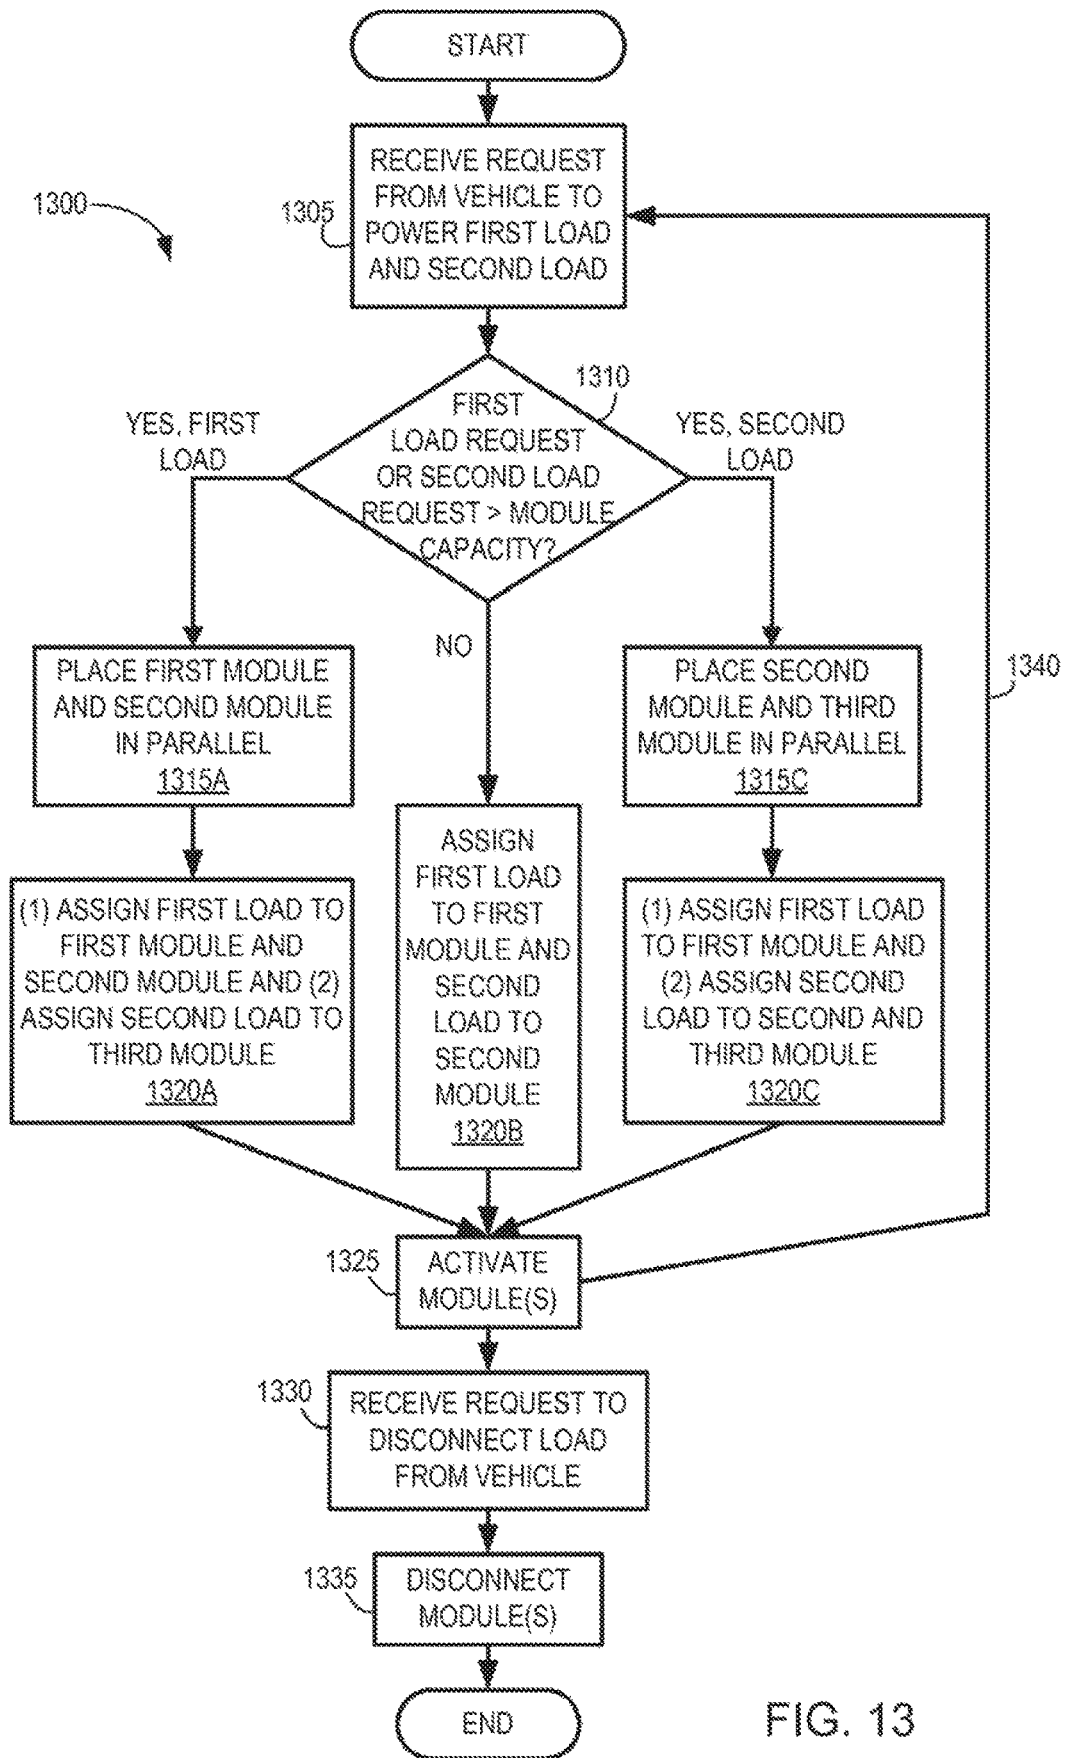 START
1300
1305
RECEIVE REQUEST
FROM VEHICLE TO
POWER FIRST LOAD
AND SECOND LOAD
1310
FIRST
LOAD REQUEST
OR SECOND LOAD
REQUEST > MODULE
CAPACITY?
YES, FIRST
LOAD
YES, SECOND
LOAD
NO
PLACE FIRST MODULE
AND SECOND MODULE
IN PARALLEL
1315A
PLACE SECOND
MODULE AND THIRD
MODULE IN PARALLEL
1315C
1340
(1) ASSIGN FIRST LOAD TO
FIRST MODULE AND
SECOND MODULE AND (2)
ASSIGN SECOND LOAD TO
THIRD MODULE
1320A
ASSIGN
FIRST LOAD
TO FIRST
MODULE AND
SECOND
LOAD TO
SECOND
MODULE
1320B
(1) ASSIGN FIRST LOAD
TO FIRST MODULE AND
(2) ASSIGN SECOND
LOAD TO SECOND AND
THIRD MODULE
1320C
1325
ACTIVATE
MODULE(S)
1330
RECEIVE REQUEST TO
DISCONNECT LOAD
FROM VEHICLE
1335
DISCONNECT
MODULE(S)
END
FIG. 13